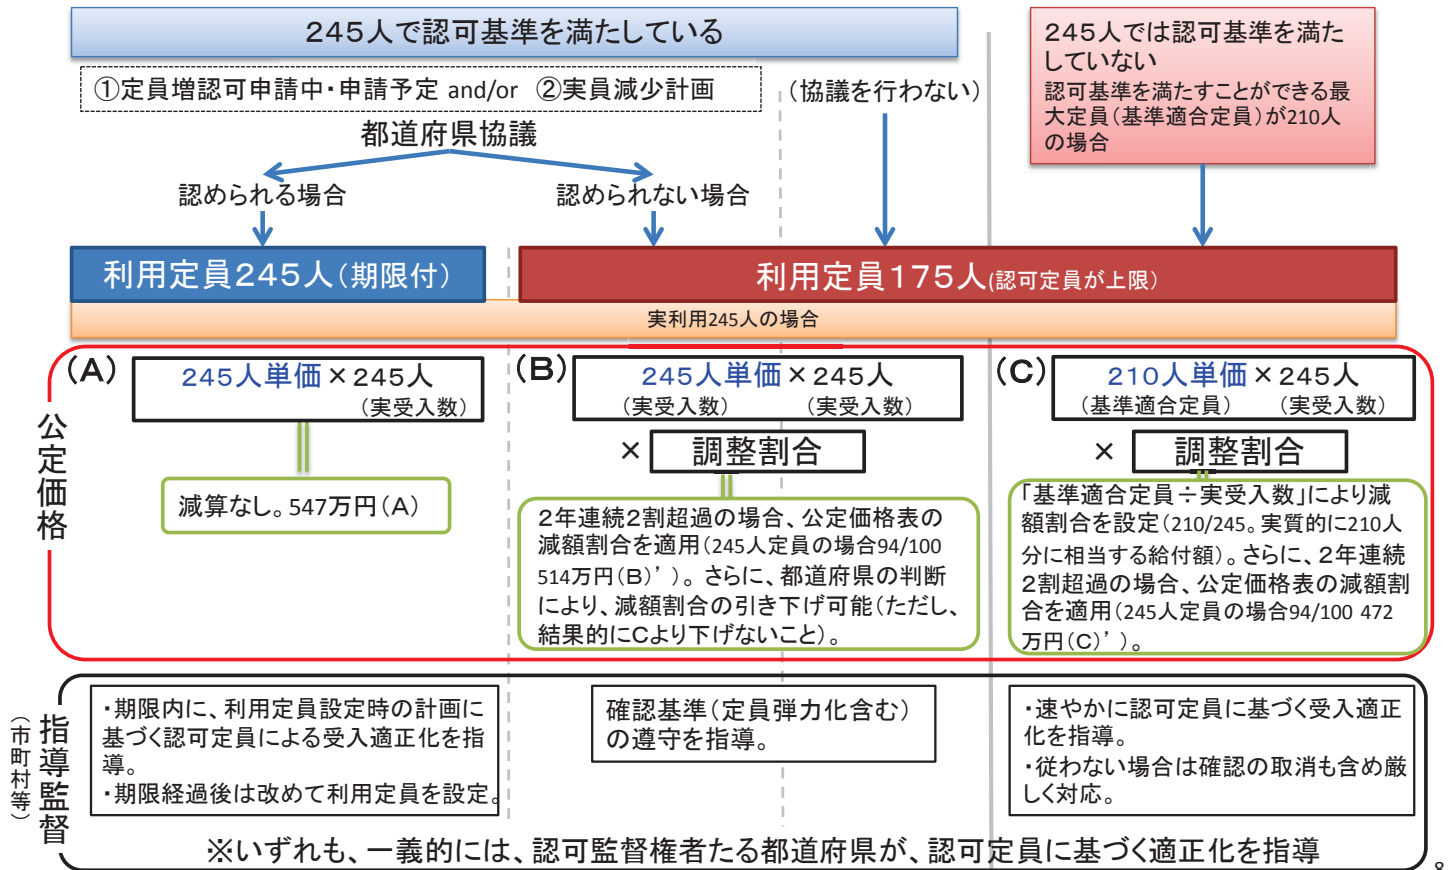 245人で認可基準を満たしている
245人では認可基準を満た
していない
認可基準を満たすことができる最
大定員(基準適合定員)が210人
の場合
①定員増認可申請中・申請予定 and/or ②実員減少計画
(協議を行わない)
都道府県協議
認められる場合
認められない場合
利用定員245人(期限付)
利用定員175人(認可定員が上限)
実利用245人の場合
公定価格
(A)
245人単価×245人
(実受入数)
減算なし。547万円(A)
(B)
245人単価×245人
(実受入数) (実受入数)
× 調整割合
2年連続2割超過の場合、公定価格表の
減額割合を適用(245人定員の場合94/100
514万円(B)’)。さらに、都道府県の判断
により、減額割合の引き下げ可能(ただし、
結果的にCより下げないこと)。
(C)
210人単価×245人
(基準適合定員) (実受入数)
× 調整割合
「基準適合定員÷実受入数」により減
額割合を設定(210/245。実質的に210人
分に相当する給付額)。さらに、2年連続
2割超過の場合、公定価格表の減額割
合を適用(245人定員の場合94/100 472
万円(C)’)。
指導監督
(市町村等)
・期限内に、利用定員設定時の計画に
基づく認可定員による受入適正化を指
導。
・期限経過後は改めて利用定員を設定。
確認基準(定員弾力化含む)
の遵守を指導。
・速やかに認可定員に基づく受入適正
化を指導。
・従わない場合は確認の取消も含め厳
しく対応。
※いずれも、一義的には、認可監督権者たる都道府県が、認可定員に基づく適正化を指導
8